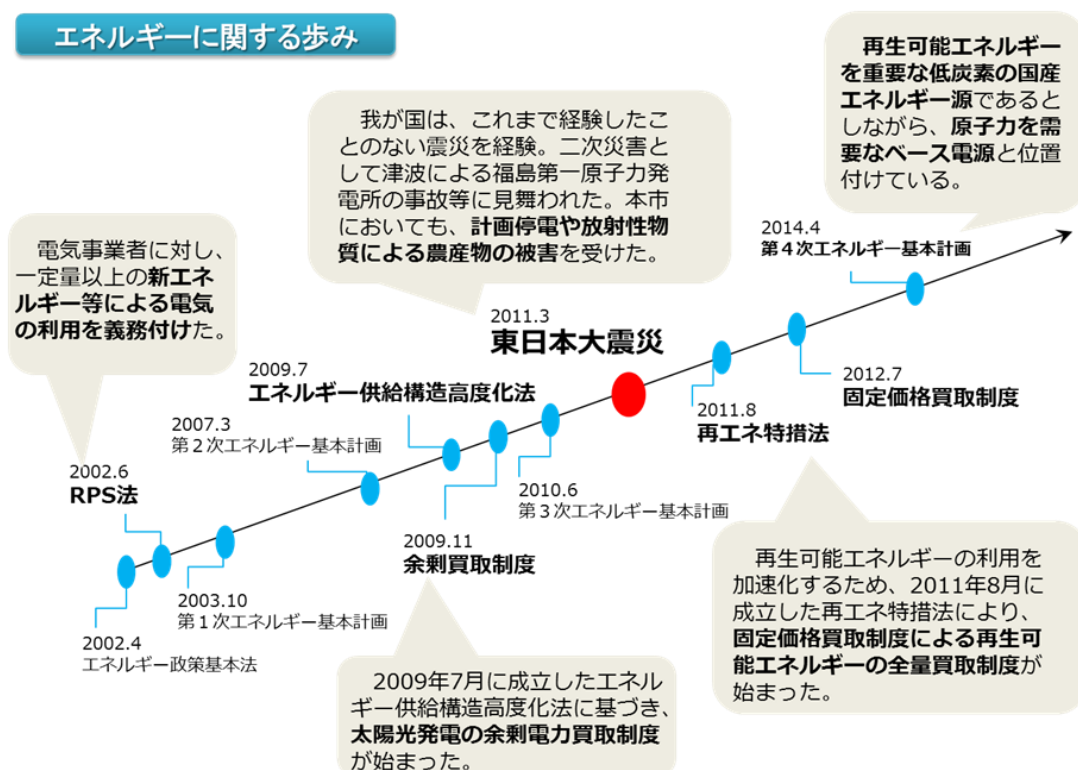 エネルギーに関する歩み
再生可能エネルギー
を重要な低炭素の国産
エネルギー源であると
しながら、原子力を需
要なベース電源と位置
付けている。
我が国は、これまで経験したこ
とのない震災を経験。二次災害と
して津波による福島第一原子力発
電所の事故等に見舞われた。本市
においても、計画停電や放射性物
質による農産物の被害を受けた。
電気事業者に対し、
一定量以上の新エネ
ルギー等による電気
の利用を義務付けた。
2014.4
第４次エネルギー基本計画
2011.3
東日本大震災
2009.7
エネルギー供給構造高度化法
2012.7
固定価格買取制度
2011.8
再エネ特措法
2007.3
第２次エネルギー基本計画
2002.6
RPS法
2010.6
第３次エネルギー基本計画
2009.11
余剰買取制度
2003.10
第１次エネルギー基本計画
2002.4
エネルギー政策基本法
再生可能エネルギーの利用を
加速化するため、2011年8月に
成立した再エネ特措法により、
固定価格買取制度による再生可
能エネルギーの全量買取制度が
始まった。
2009年7月に成立したエネル
ギー供給構造高度化法に基づき、
太陽光発電の余剰電力買取制度
が始まった。